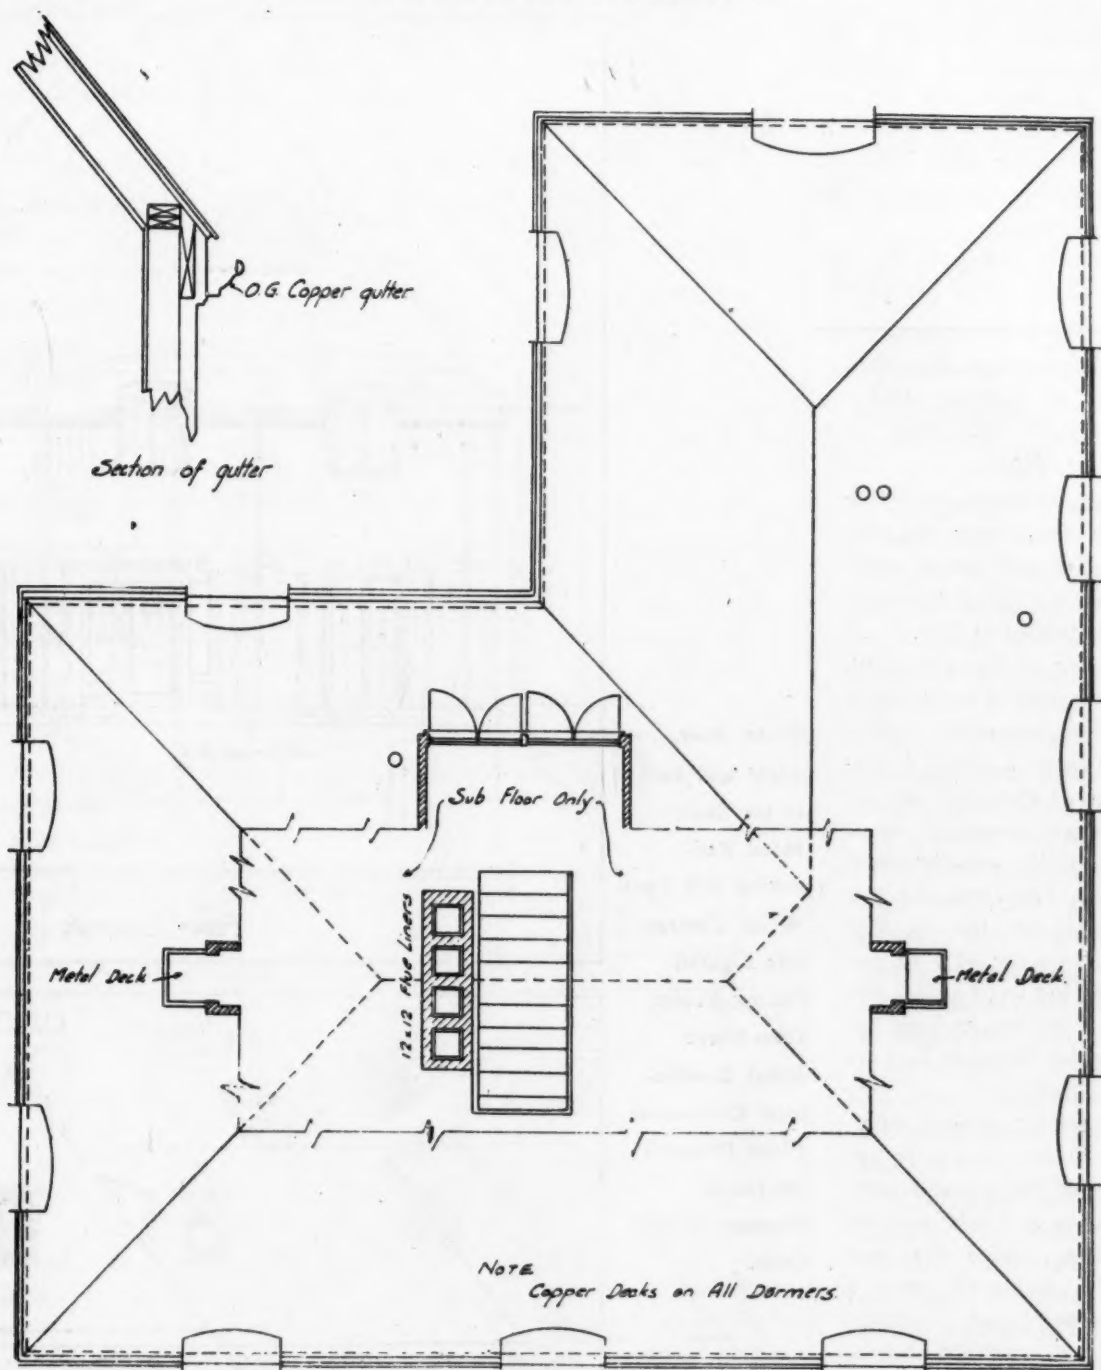 O.G. Copper gutter
Section of gutter
Sub Floor Only
12x12 Flue Liners
Metal Deck
Metal Deck.
NOTE
Copper Decks on All Dormers.